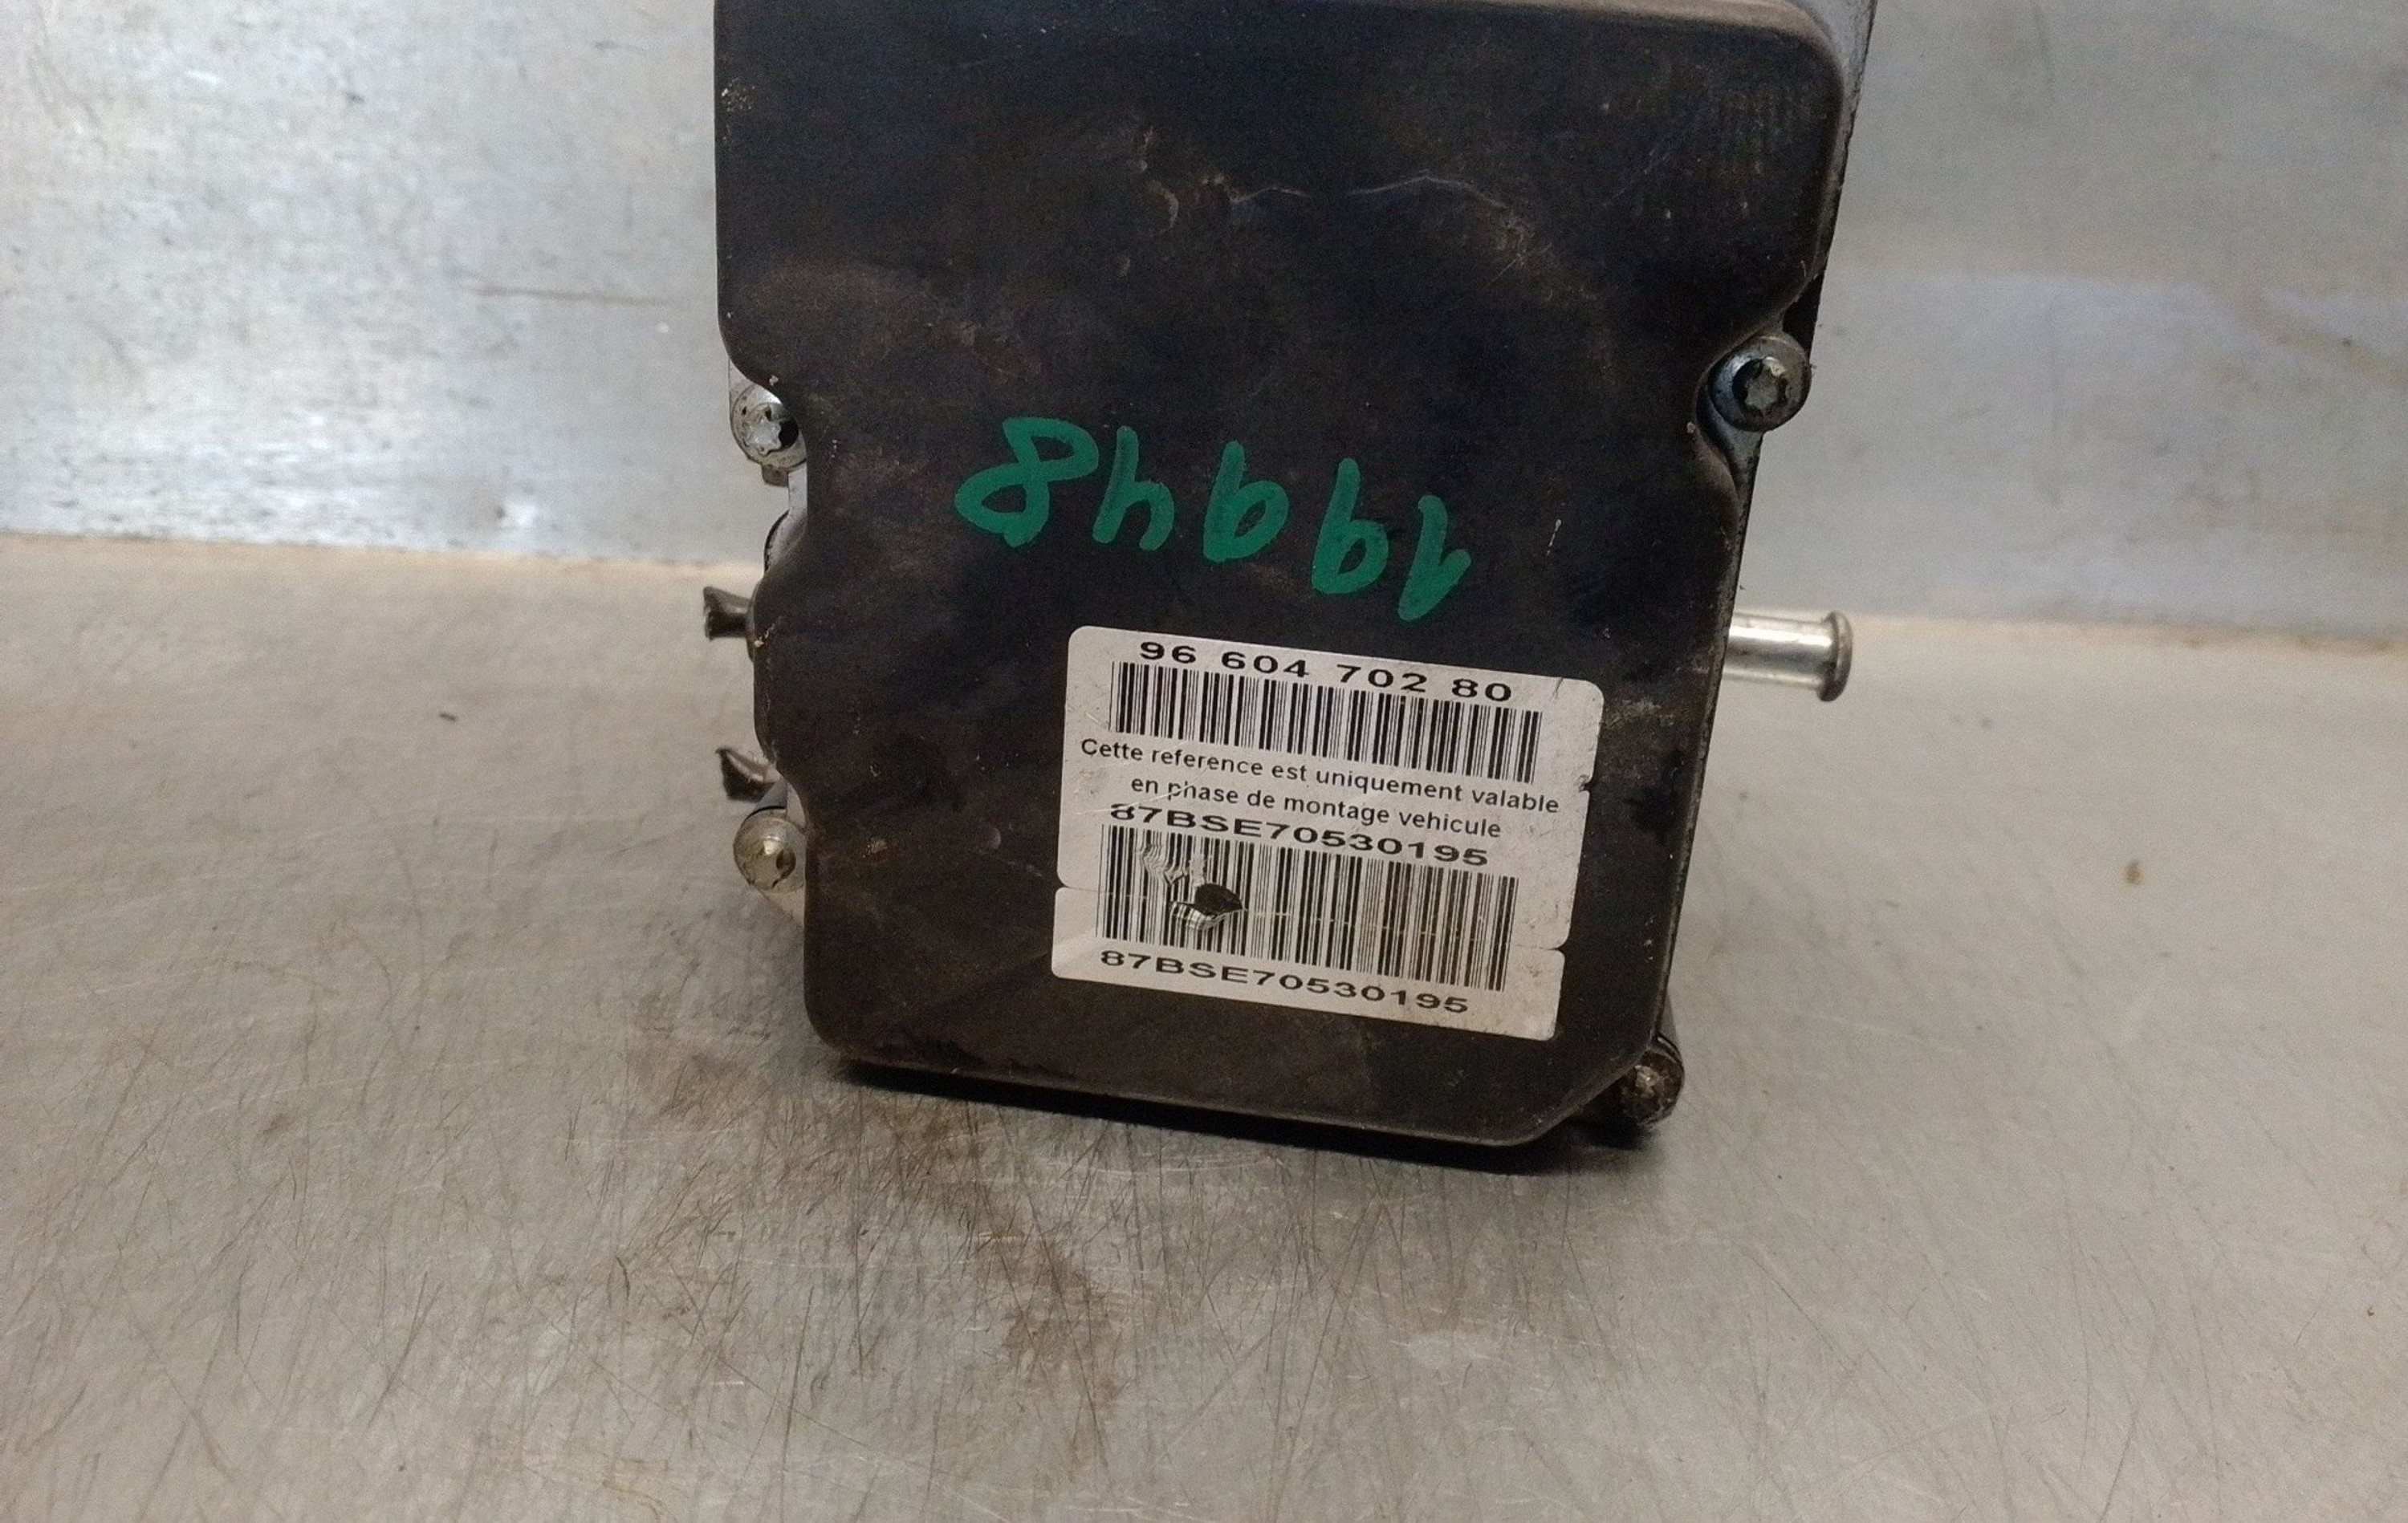 19948
96 604 702 80
Cette reference est uniquement valable
en phase de montage vehicule
87BSE70530195
87BSE70530195